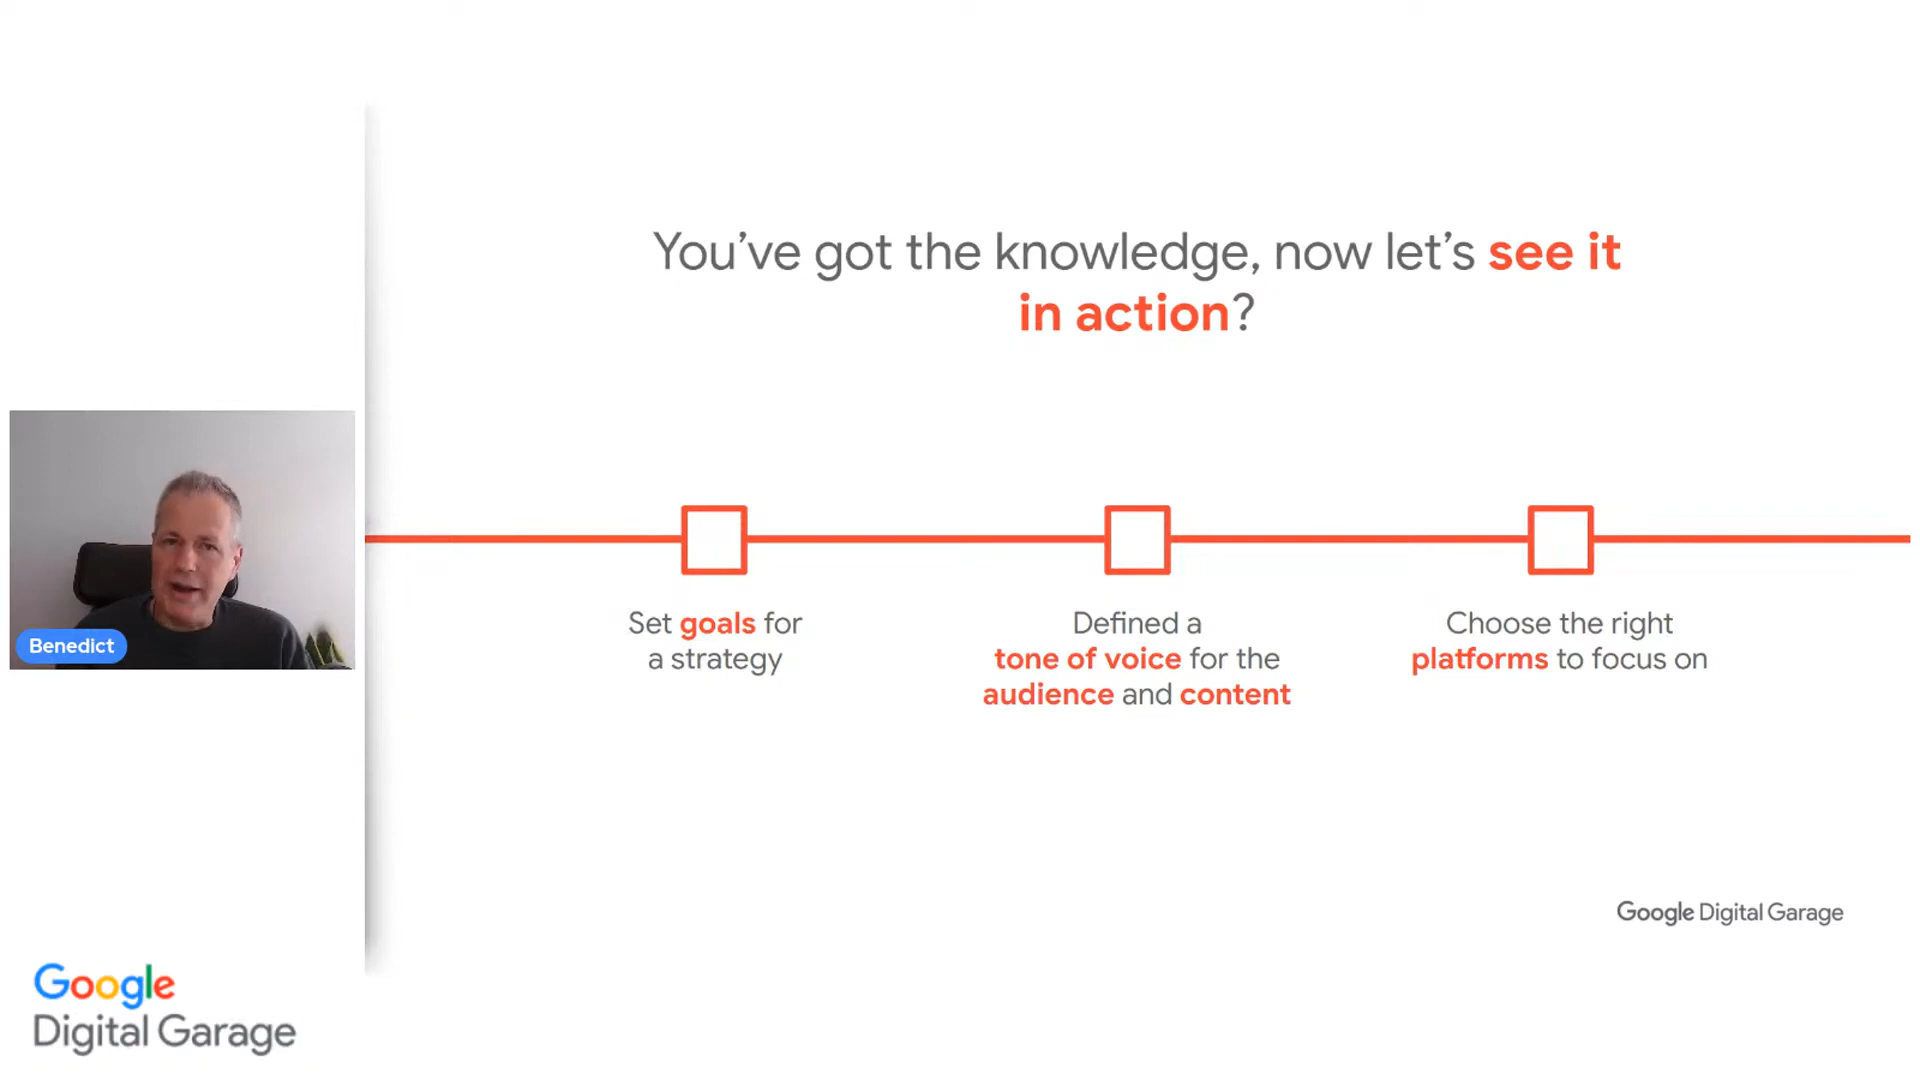 You’ve got the knowledge, now let’s see it
in action?
Set goals for
a strategy
Defined a
tone of voice for the
audience and content
Choose the right
platforms to focus on
Benedict
Google Digital Garage
Google
Digital Garage